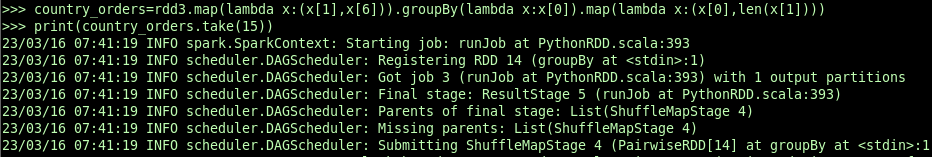 >>> country_orders=rdd3.map(lambda x:(x[1],x[6])).groupBy(lambda x:x[0]).map(lambda x:(x[0],len(x[1])))
>>> print(country_orders.take(15))
23/03/16 07:41:19 INFO spark.SparkContext: Starting job: runJob at PythonRDD.scala:393
23/03/16 07:41:19 INFO scheduler.DAGScheduler: Registering RDD 14 (groupBy at <stdin>:1)
23/03/16 07:41:19 INFO scheduler.DAGScheduler: Got job 3 (runJob at PythonRDD.scala:393) with 1 output partitions
23/03/16 07:41:19 INFO scheduler.DAGScheduler: Final stage: ResultStage 5 (runJob at PythonRDD.scala:393)
23/03/16 07:41:19 INFO scheduler.DAGScheduler: Parents of final stage: List(ShuffleMapStage 4)
23/03/16 07:41:19 INFO scheduler.DAGScheduler: Missing parents: List(ShuffleMapStage 4)
23/03/16 07:41:19 INFO scheduler.DAGScheduler: Submitting ShuffleMapStage 4 (PairwiseRDD[14] at groupBy at <stdin>:1